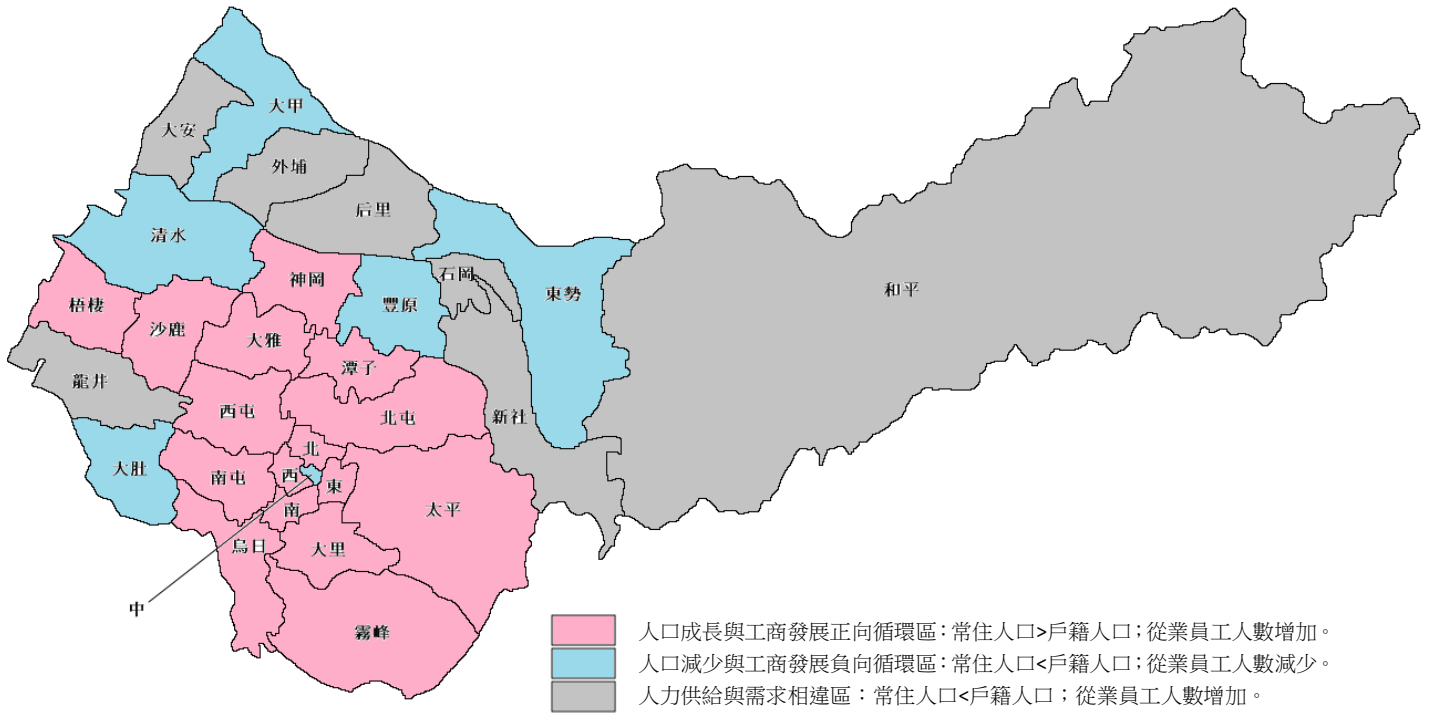 大甲
大安
外埔
后里
清水
神岡
石岡
東勢
和平
豐原
梧棲
沙鹿
大雅
潭子
龍井
西屯
北屯
新社
北
大肚
南屯
西
東
南
太平
烏日
大里
中
霧峰
人口成長與工商發展正向循環區:常住人口>戶籍人口;從業員工人數增加。
人口減少與工商發展負向循環區:常住人口<戶籍人口;從業員工人數減少。
人力供給與需求相違區:常住人口<戶籍人口;從業員工人數增加。